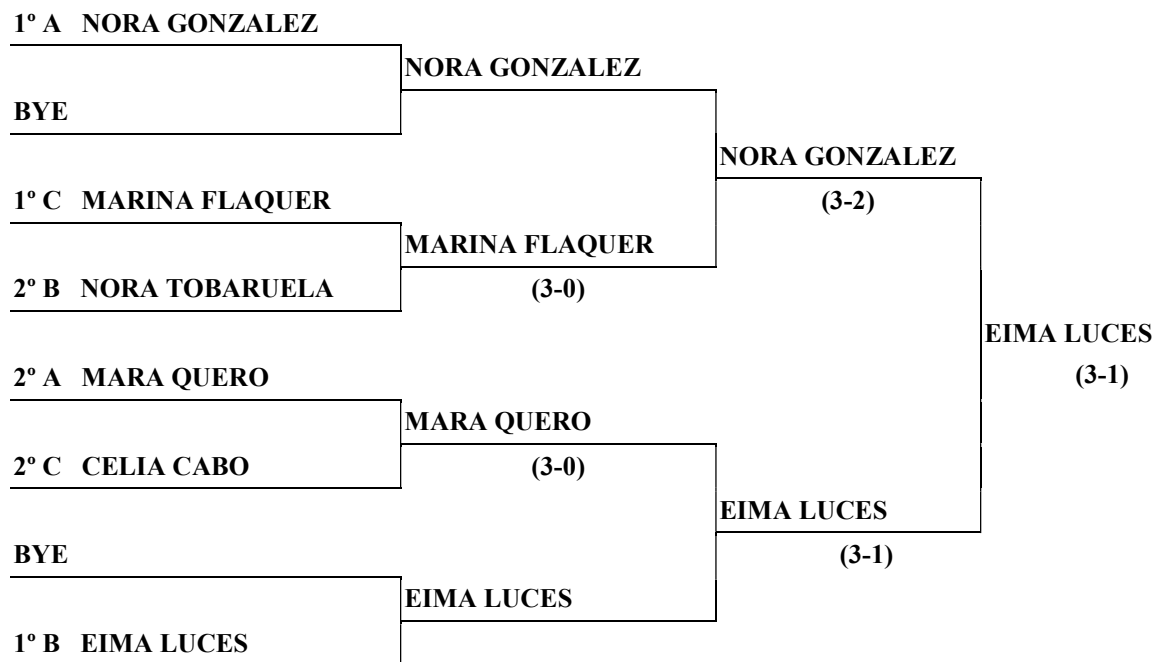 1º A NORA GONZALEZ
NORA GONZALEZ
BYE
NORA GONZALEZ
1º C MARINA FLAQUER
(3-2)
MARINA FLAQUER
2º B NORA TOBARUELA
(3-0)
EIMA LUCES
2º A MARA QUERO
(3-1)
MARA QUERO
2º C CELIA CABO
(3-0)
EIMA LUCES
BYE
(3-1)
EIMA LUCES
1º B EIMA LUCES